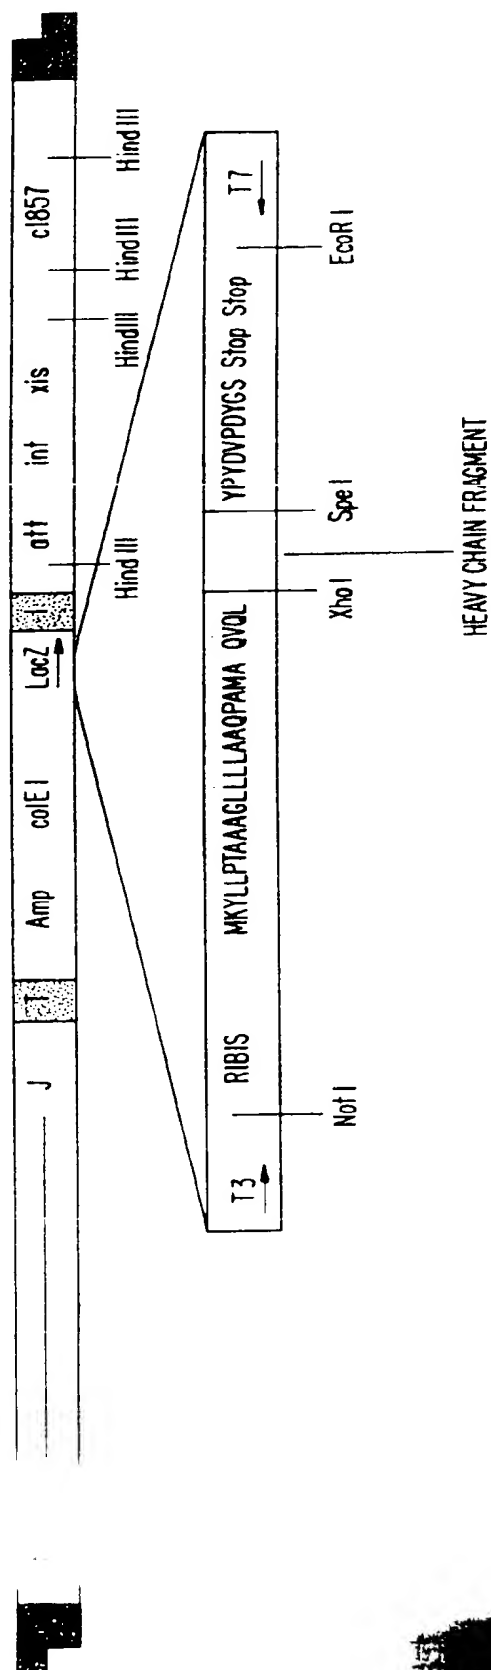 J T Amp colE1 LacZ I att int xis cI857
HindIII HindIII HindIII HindIII
T3 RIBIS MKYLLPTAAAGLLLLAAQPAMA QVQL YPYDVPDYGS Stop Stop T7
NotI XhoI SpeI EcoRI
HEAVY CHAIN FRAGMENT